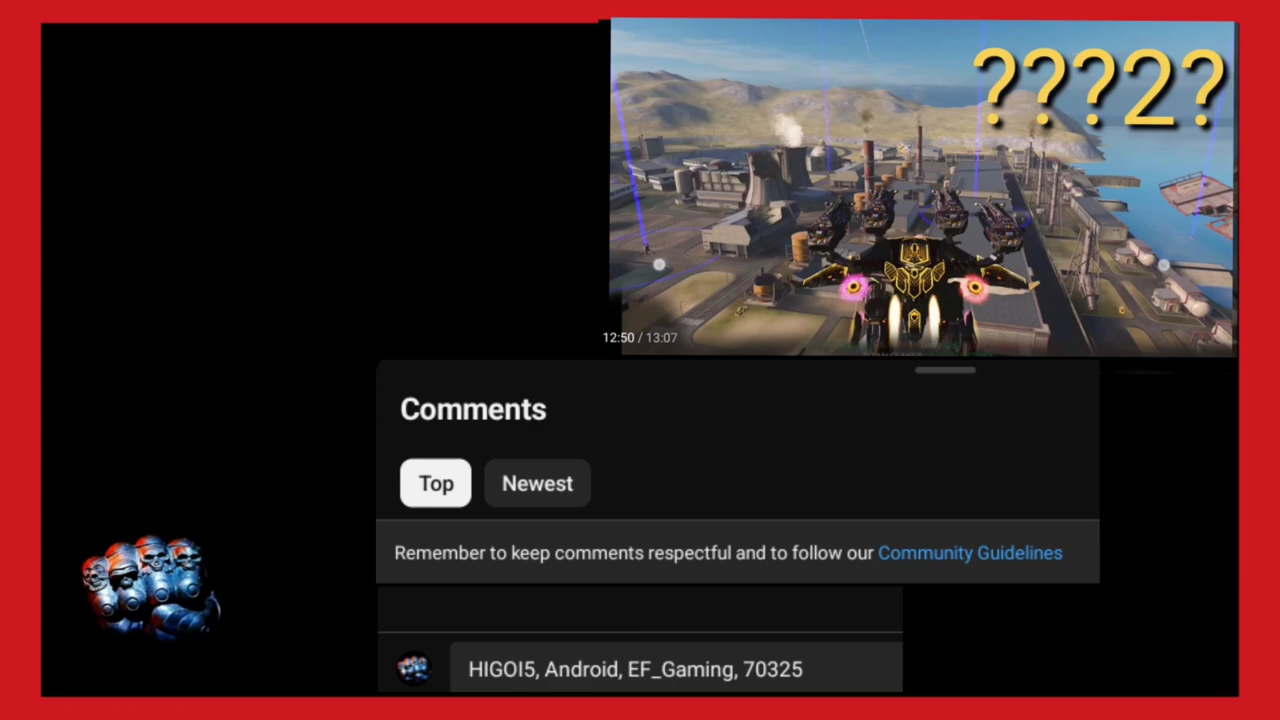 ???2?
12:50 / 13:07
Comments
Top
Newest
Remember to keep comments respectful and to follow our Community Guidelines
HIGOI5, Android, EF_Gaming, 70325